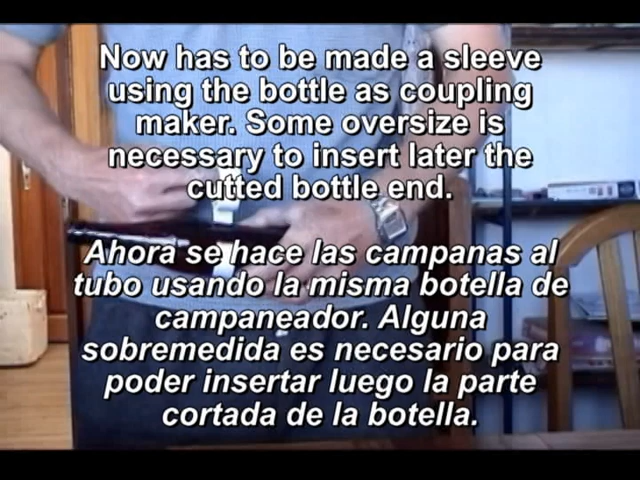 Now has to be made a sleeve
using the bottle as coupling
maker. Some oversize is
necessary to insert later the
cutted bottle end.
Ahora se hace las campanas al
tubo usando la misma botella de
campaneador. Alguna
sobremedida es necesario para
poder insertar luego la parte
cortada de la botella.